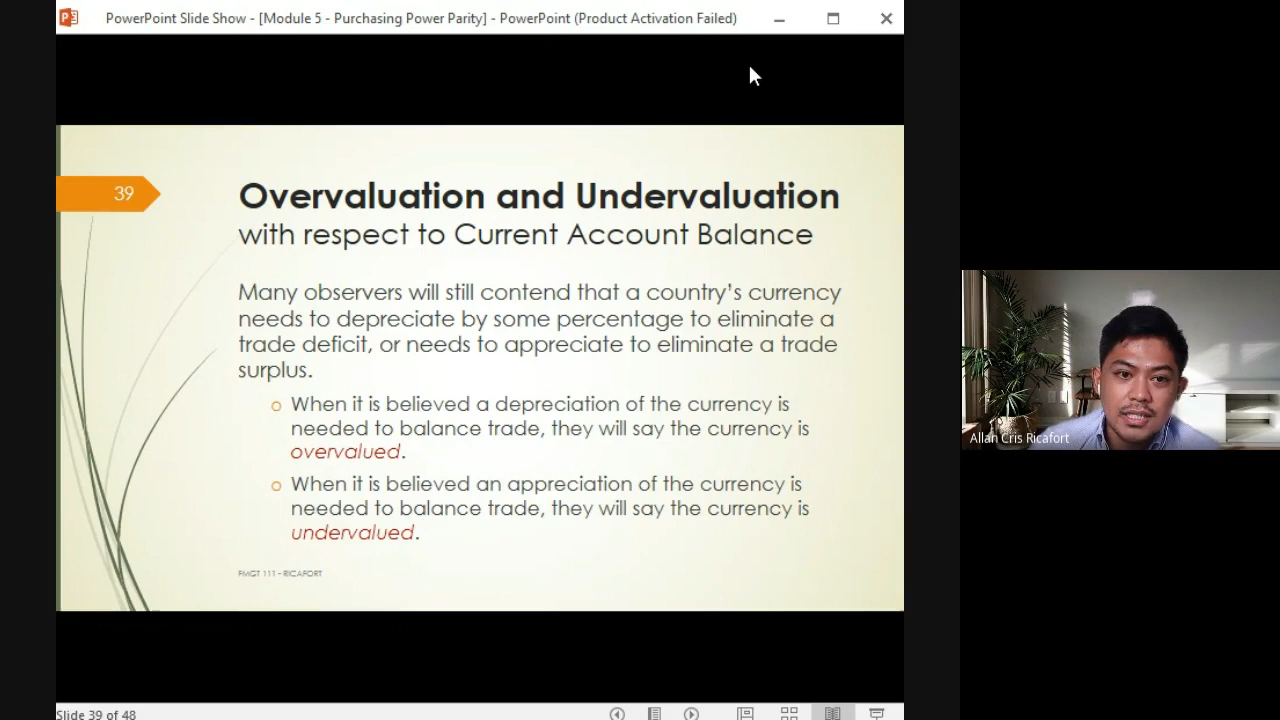 PowerPoint Slide Show - [Module 5 - Purchasing Power Parity] - PowerPoint (Product Activation Failed)
39
Overvaluation and Undervaluation
with respect to Current Account Balance
Many observers will still contend that a country's currency
needs to depreciate by some percentage to eliminate a
trade deficit, or needs to appreciate to eliminate a trade
surplus.
When it is believed a depreciation of the currency is
needed to balance trade, they will say the currency is
overvalued.
When it is believed an appreciation of the currency is
needed to balance trade, they will say the currency is
undervalued.
FMGT 111 - RICAFORT
Allan Cris Ricafort
Slide 39 of 48